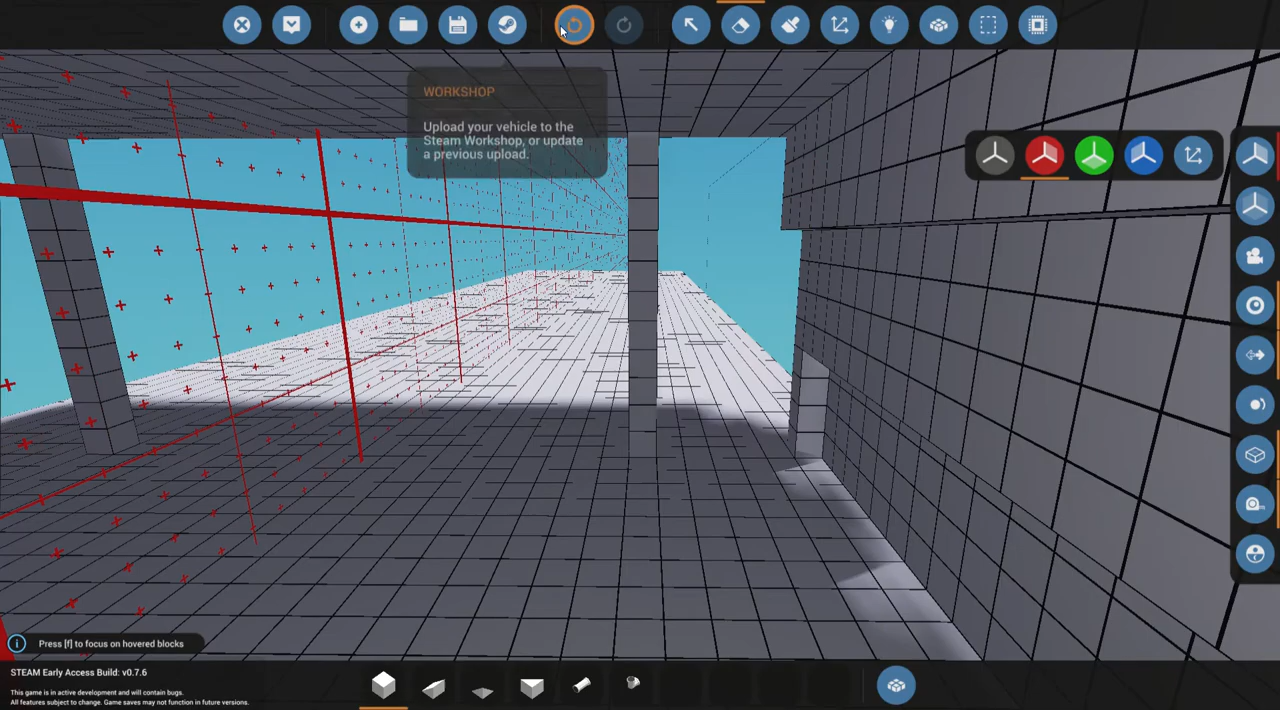 WORKSHOP
Upload your vehicle to the
Steam Workshop, or update
a previous upload.
Press [f] to focus on hovered blocks
STEAM Early Access Build: v0.7.6
This game is in active development and will contain bugs.
All features subject to change. Game saves may not function in future versions.